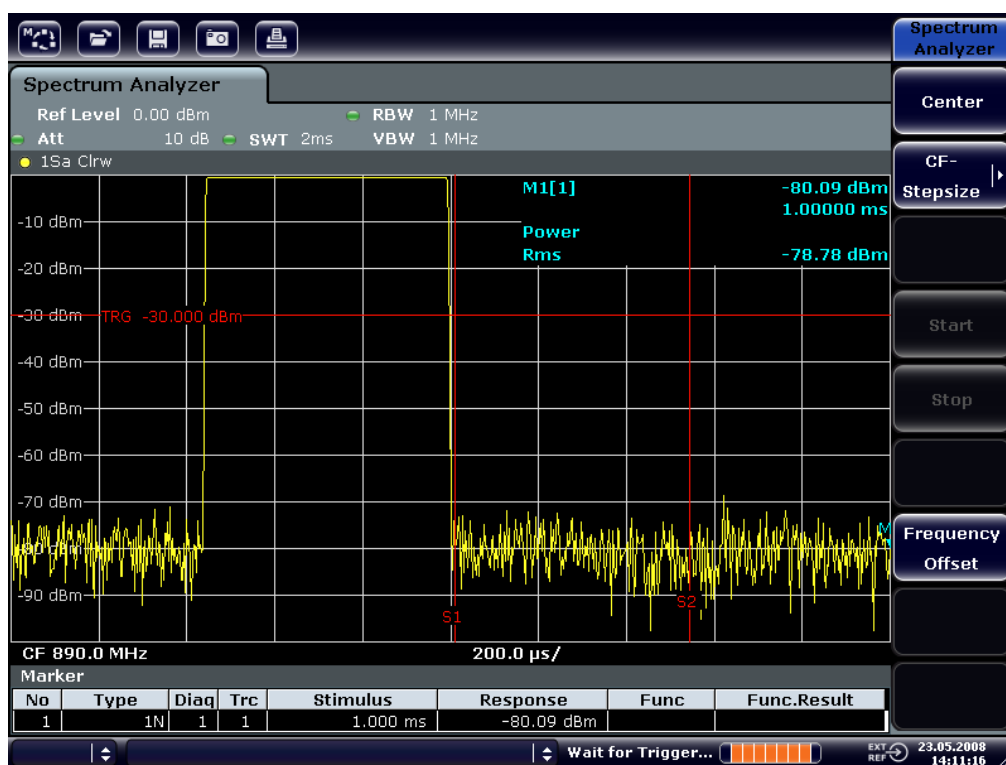 Spectrum Analyzer
Spectrum Analyzer
Ref Level 0.00 dBm RBW 1 MHz
Att 10 dB SWT 2ms VBW 1 MHz
1Sa Clrw
M1[1] -80.09 dBm
1.00000 ms
Power
Rms -78.78 dBm
-10 dBm
-20 dBm
-30 dBm
TRG -30.000 dBm
-40 dBm
-50 dBm
-60 dBm
-70 dBm
-80 dBm
-90 dBm
S1
S2
CF 890.0 MHz 200.0 µs/
Marker
No Type Diag Trc Stimulus Response Func Func.Result
1 1N 1 1 1.000 ms -80.09 dBm
Wait for Trigger... EXT REF 23.05.2008
14:11:16
Center
CF-
Stepsize
Start
Stop
Frequency
Offset